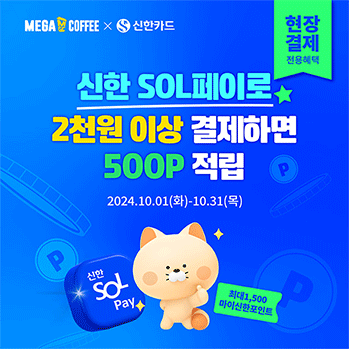 MEGA MGC COFFEE × 신한카드
현장
결제
전용혜택
신한 SOL페이로
2천원 이상 결제하면
500P 적립
2024.10.01(화)-10.31(목)
신한
SOL
Pay
최대1,500
마이신한포인트
P
P